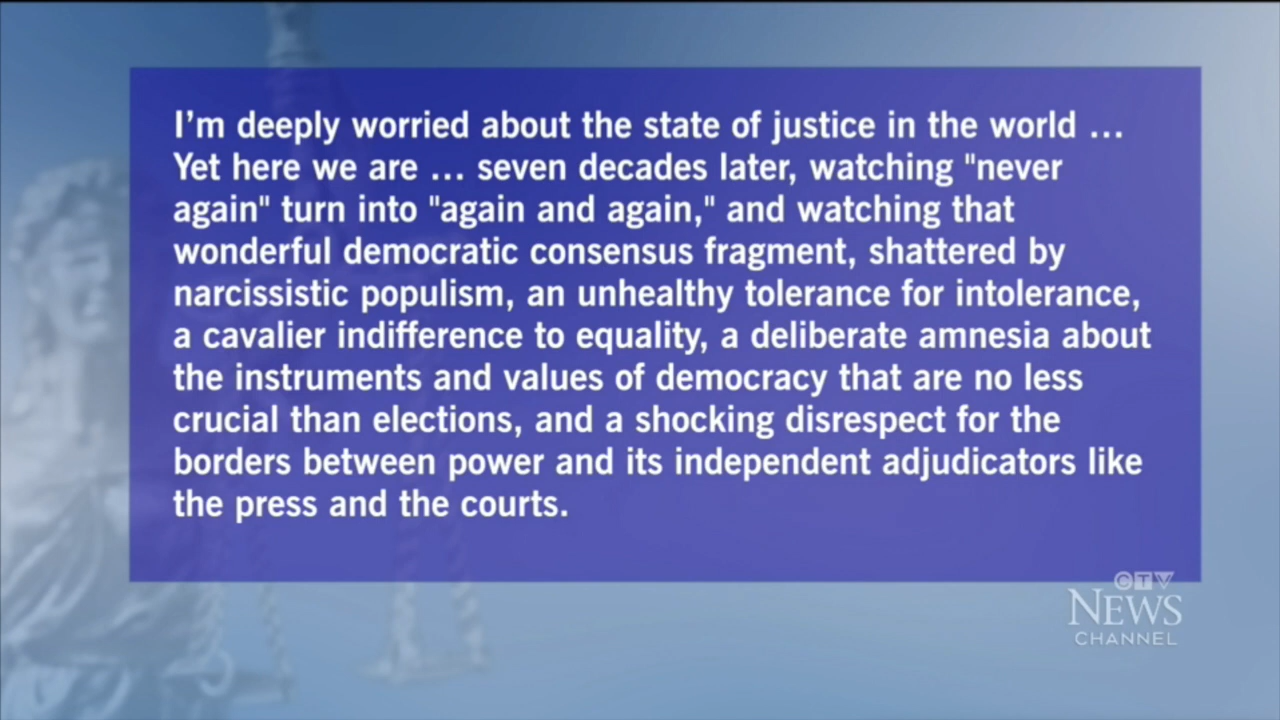 I'm deeply worried about the state of justice in the world ...
Yet here we are ... seven decades later, watching "never
again" turn into "again and again," and watching that
wonderful democratic consensus fragment, shattered by
narcissistic populism, an unhealthy tolerance for intolerance,
a cavalier indifference to equality, a deliberate amnesia about
the instruments and values of democracy that are no less
crucial than elections, and a shocking disrespect for the
borders between power and its independent adjudicators like
the press and the courts.
CTV
NEWS
CHANNEL